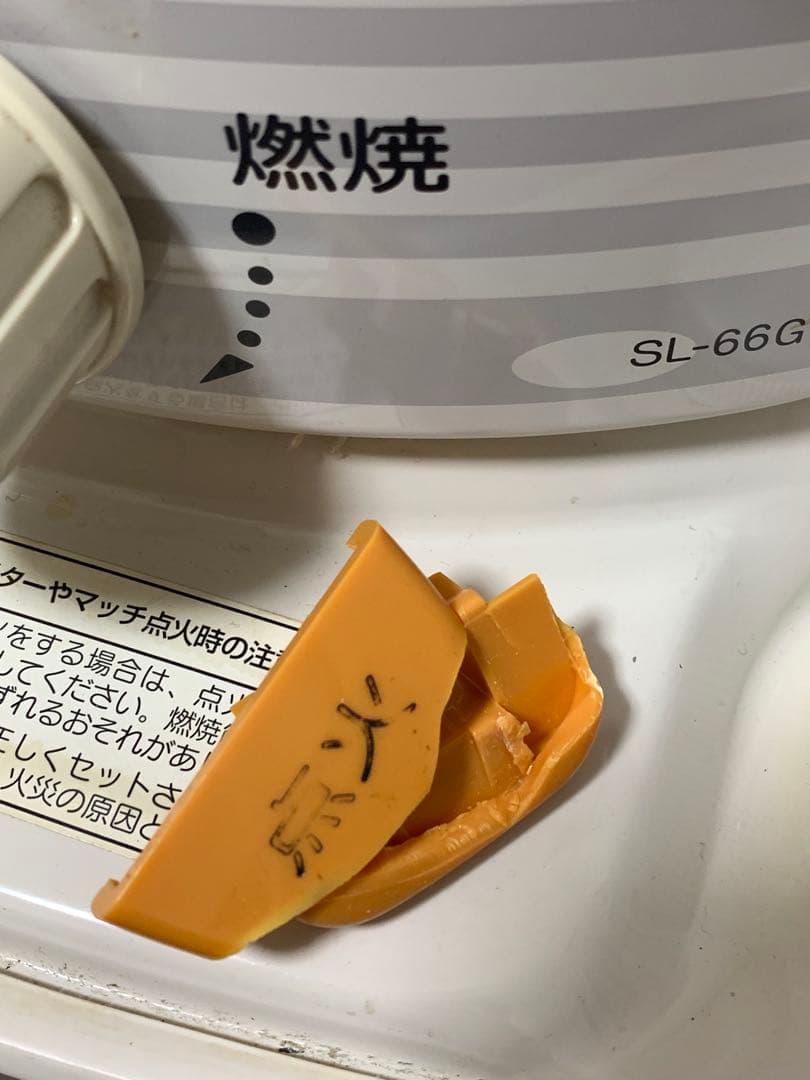 燃焼
SL-66G
ターやマッチ点火時の注
をする場合は、点
してください。燃焼
ずれるおそれがあ
正しくセットさ
火災の原因と
点火